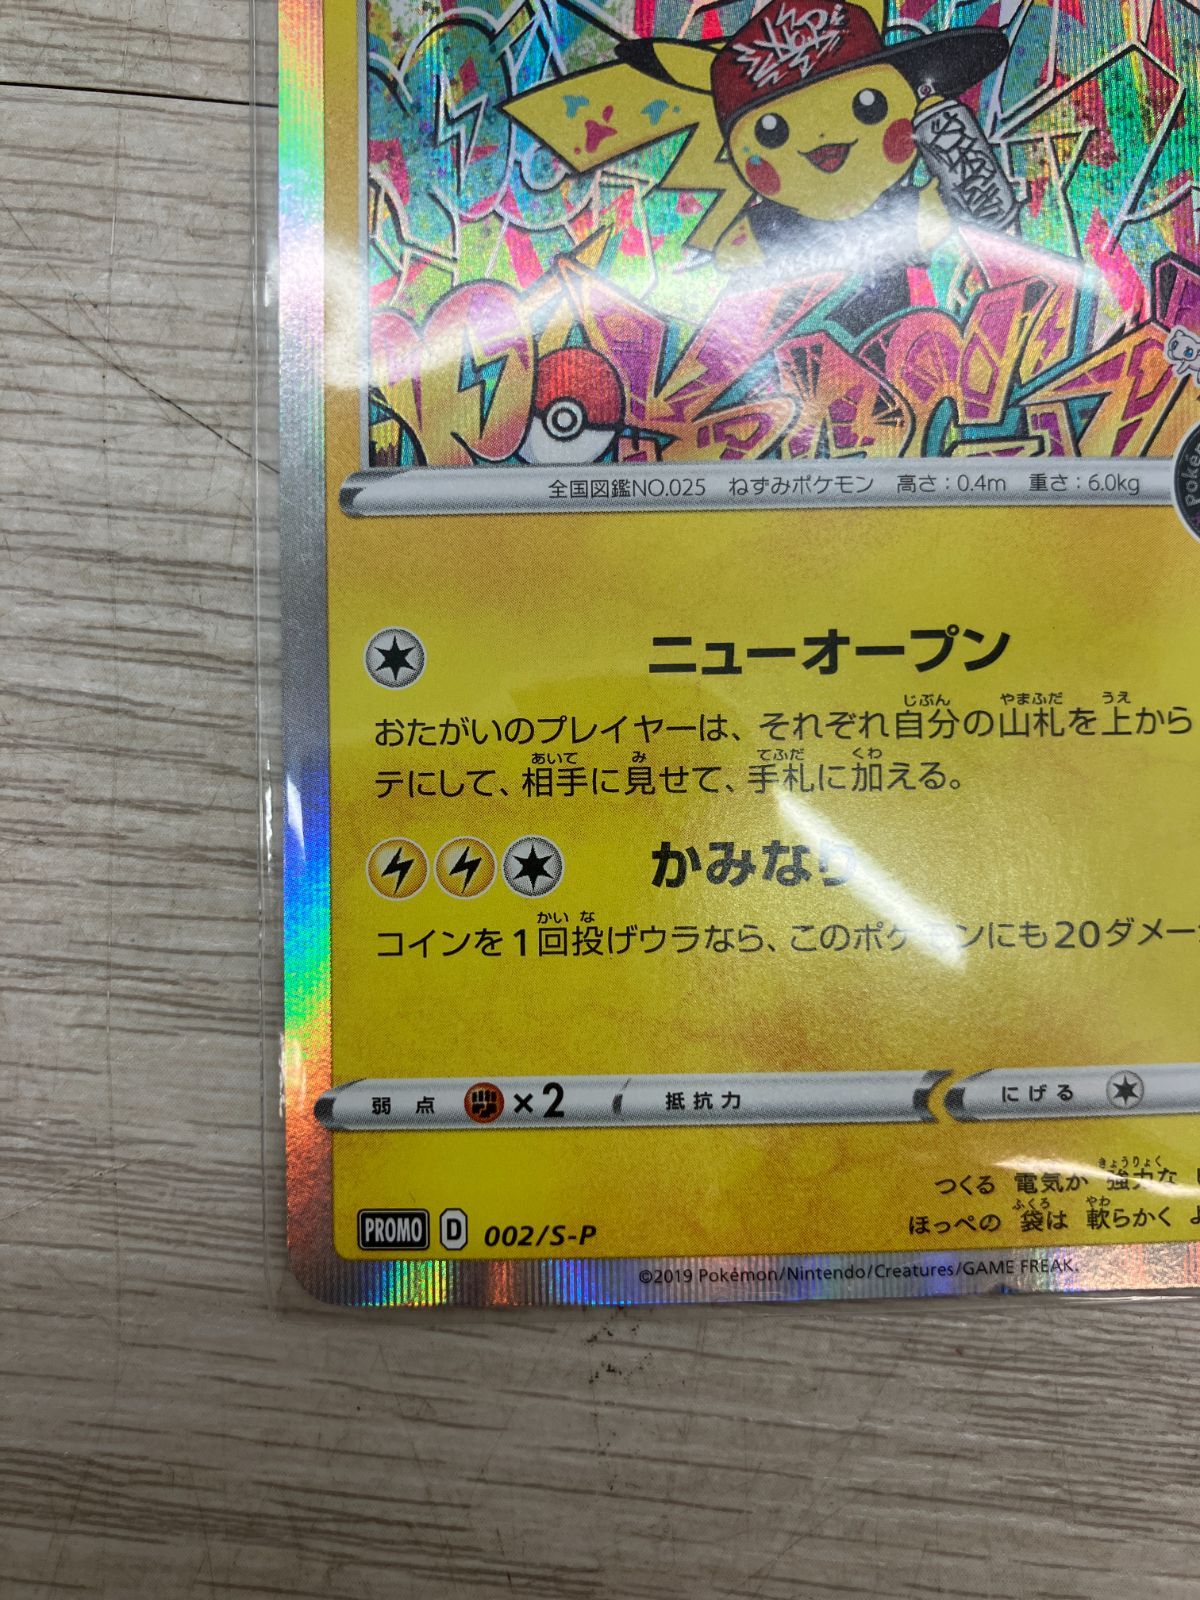 全国図鑑NO.025 ねずみポケモン 高さ：0.4m 重さ：6.0kg
ニューオープン
おたがいのプレイヤーは、それぞれ自分の山札を上から
テにして、相手に見せて、手札に加える。
かみなり
コインを1回投げウラなら、このポケモンにも20ダメー
弱点 ×2 抵抗力 にげる
つくる 電気か 強力な
ほっぺの 袋は 軟らかく よ
PROMO D 002/S-P
©2019 Pokémon/Nintendo/Creatures/GAME FREAK.